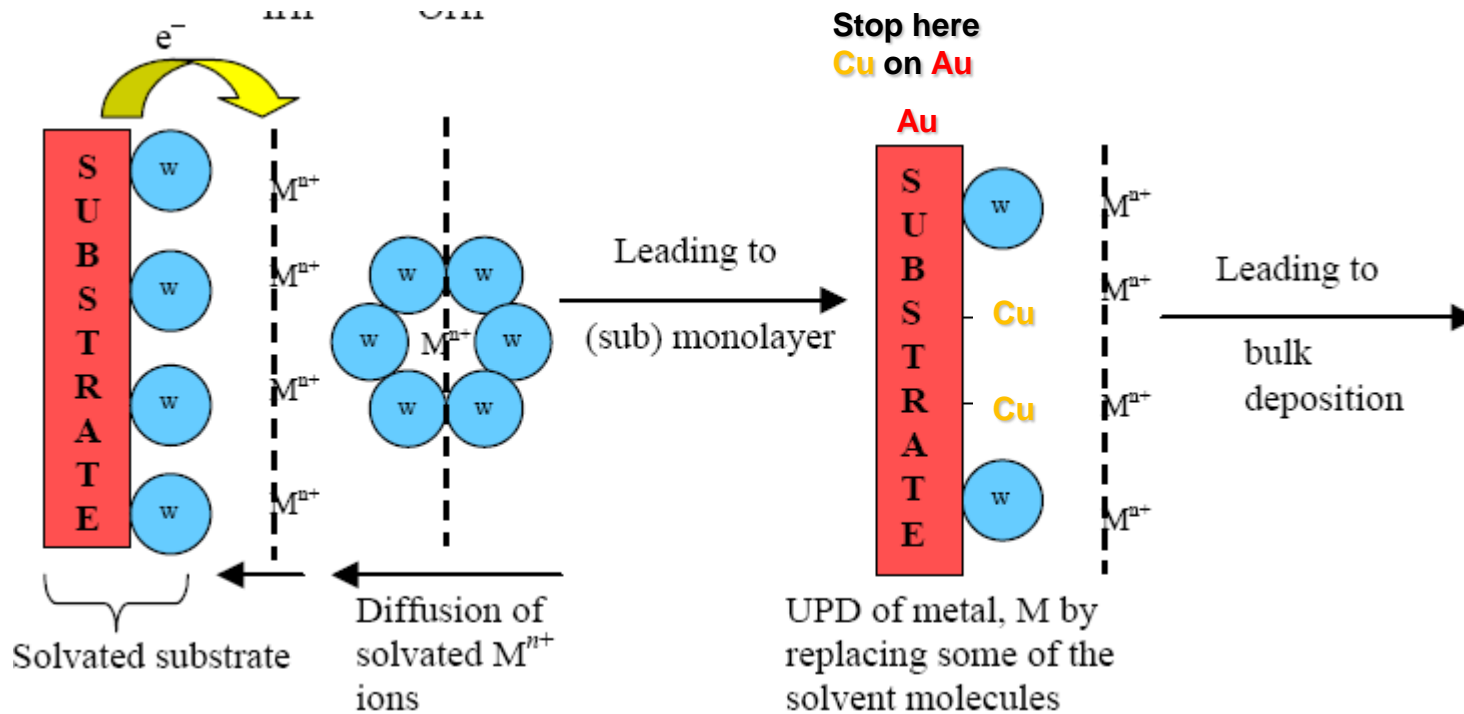 e⁻
SUBSTRATE
w
w
w
w
Mⁿ⁺
Mⁿ⁺
Mⁿ⁺
Mⁿ⁺
w
w
w
Mⁿ⁺
w
w
w
Solvated substrate
Diffusion of
solvated Mⁿ⁺
ions
Leading to
(sub) monolayer
Stop here
Cu on Au
Au
SUBSTRATE
w
Cu
Cu
w
Mⁿ⁺
Mⁿ⁺
Mⁿ⁺
Mⁿ⁺
UPD of metal, M by
replacing some of the
solvent molecules
Leading to
bulk
deposition